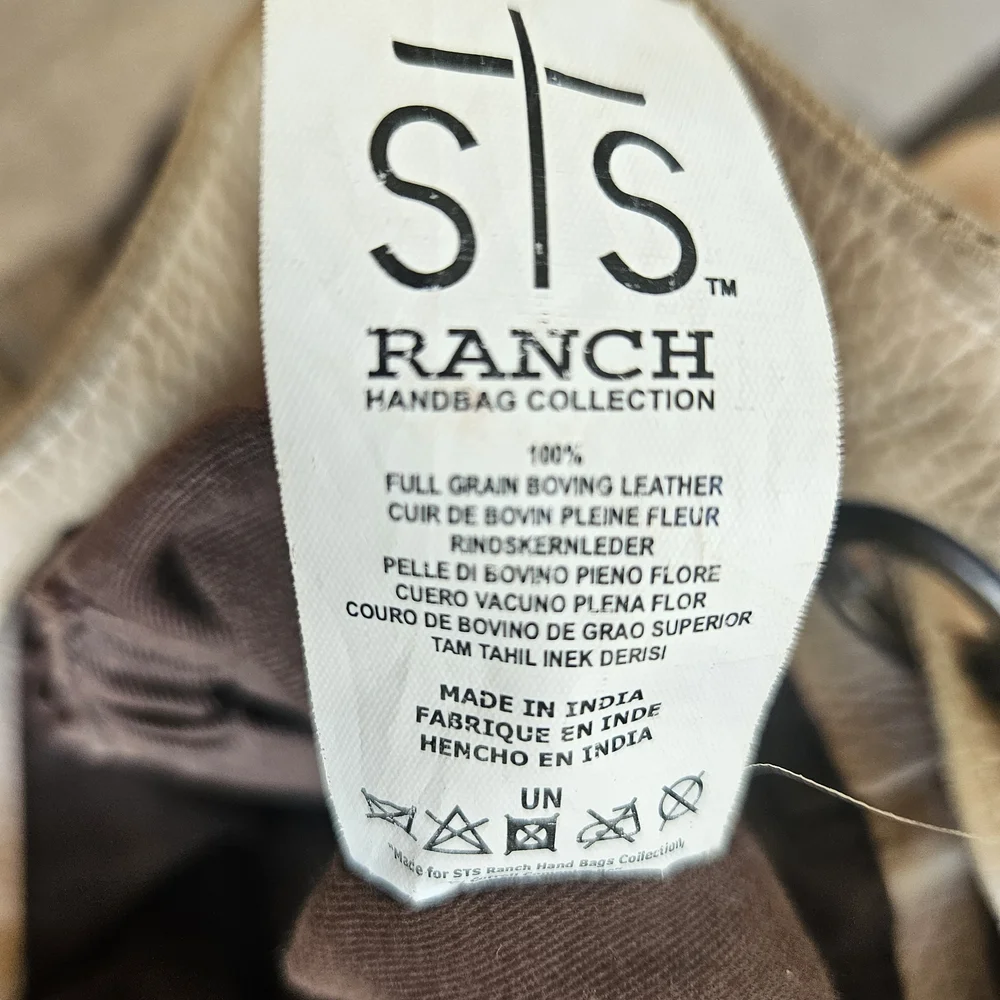 STS™
RANCH
HANDBAG COLLECTION
100%
FULL GRAIN BOVING LEATHER
CUIR DE BOVIN PLEINE FLEUR
RINDSKERNLEDER
PELLE DI BOVINO PIENO FLORE
CUERO VACUNO PLENA FLOR
COURO DE BOVINO DE GRAO SUPERIOR
TAM TAHIL INEK DERISI
MADE IN INDIA
FABRIQUE EN INDE
HENCHO EN INDIA
UN
"Made for STS Ranch Hand Bags Collection,